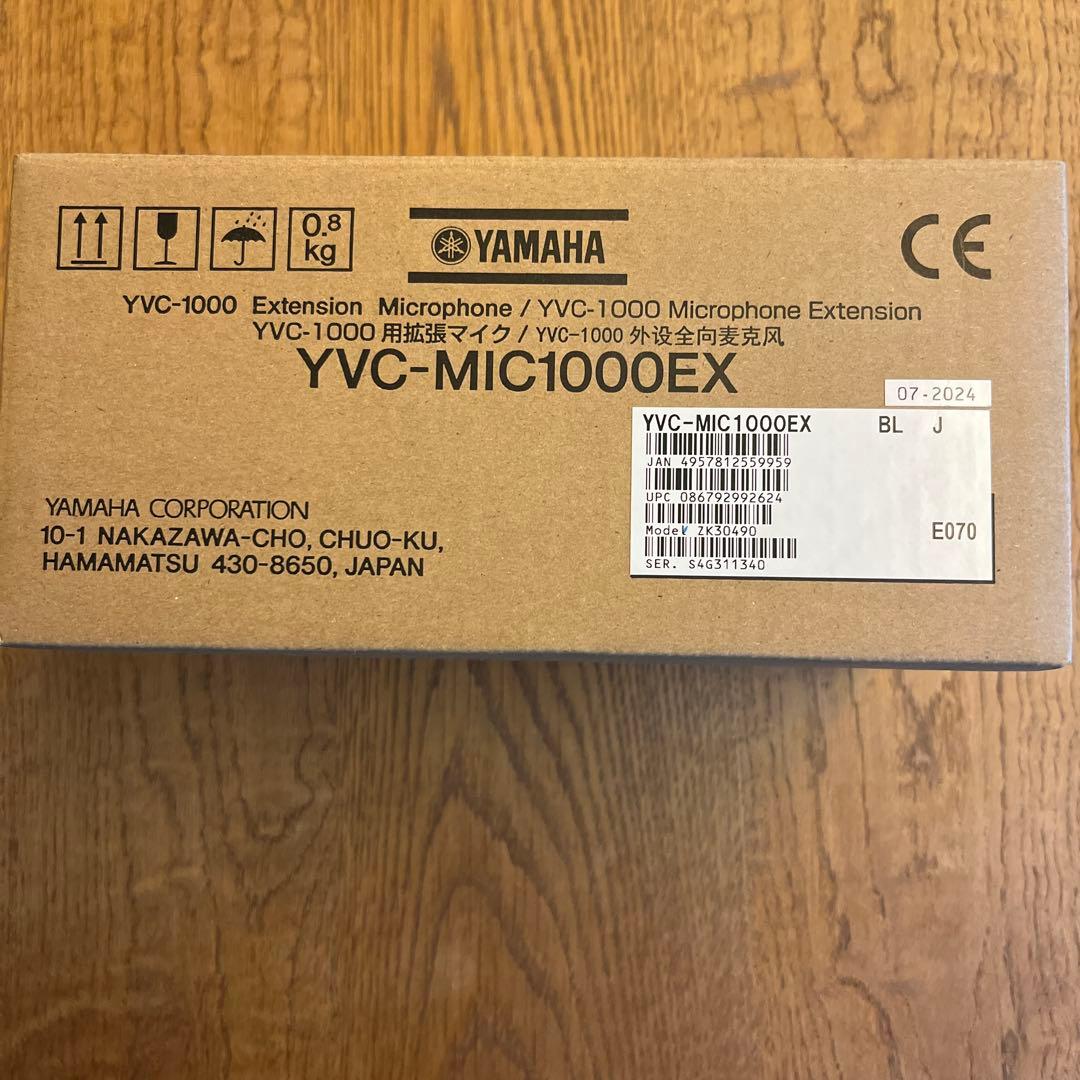 0.8
kg
YAMAHA
YVC-1000 Extension Microphone / YVC-1000 Microphone Extension
YVC-1000 用拡張マイク / YVC-1000 外设全向麦克风
YVC-MIC1000EX
07-2024
YVC-MIC1000EX BL J
JAN 4957812559959
UPC 086792992624
Model ZK30490
E070
SER. S4G311340
YAMAHA CORPORATION
10-1 NAKAZAWA-CHO, CHUO-KU,
HAMAMATSU 430-8650, JAPAN
CE